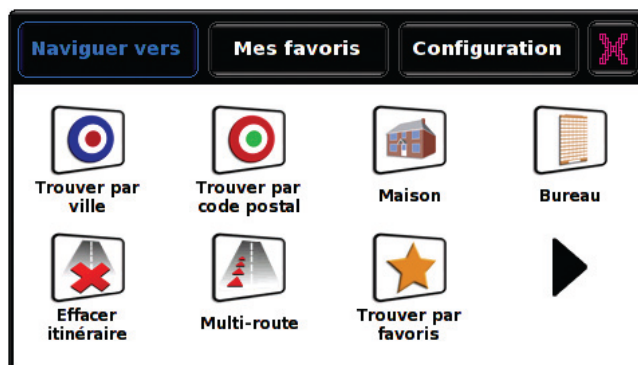 Naviguer vers Mes favoris Configuration
Trouver par ville
Trouver par code postal
Maison
Bureau
Effacer itinéraire
Multi-route
Trouver par favoris